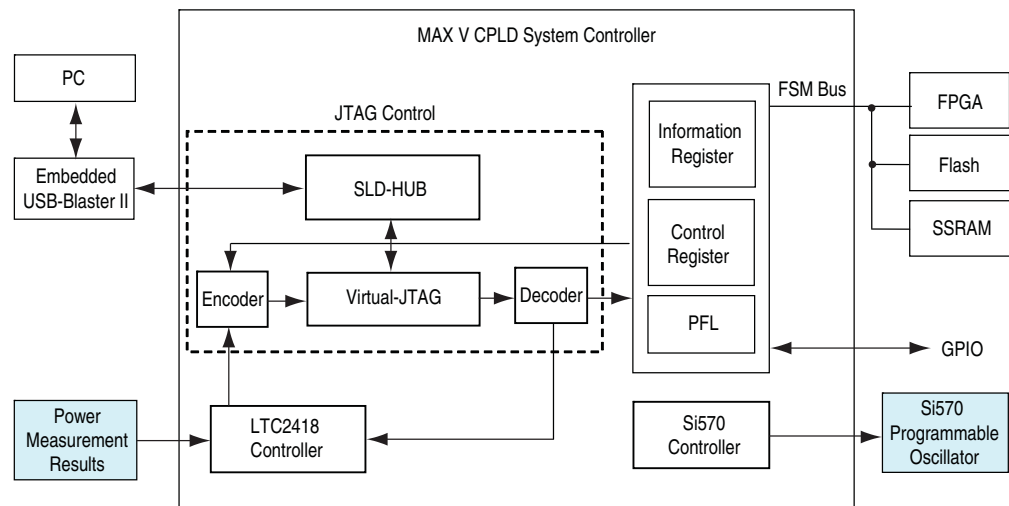 MAX V CPLD System Controller
PC
Embedded
USB-Blaster II
JTAG Control
SLD-HUB
Encoder
Virtual-JTAG
Decoder
Information
Register
Control
Register
PFL
FSM Bus
FPGA
Flash
SSRAM
GPIO
Power
Measurement
Results
LTC2418
Controller
Si570
Controller
Si570
Programmable
Oscillator